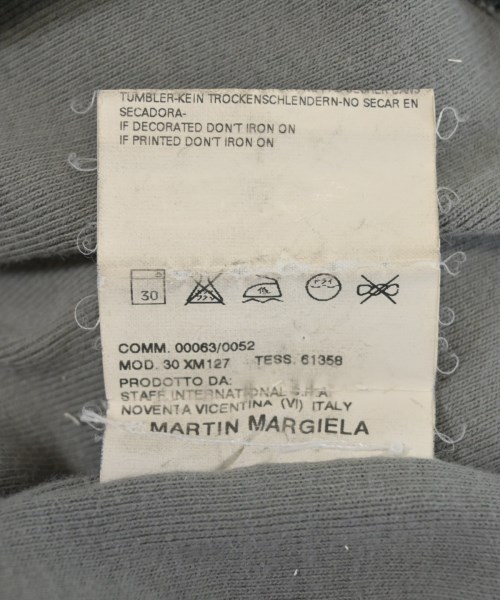 TUMBLER-KEIN TROCKENSCHLENDERN-NO SECAR EN
SECADORA-
IF DECORATED DON'T IRON ON
IF PRINTED DON'T IRON ON
30
COMM. 00063/0052
MOD. 30 XM127 TESS. 61358
PRODOTTO DA:
STAFF INTERNATIONAL S.P.A.
NOVENTA VICENTINA (VI) ITALY
MARTIN MARGIELA